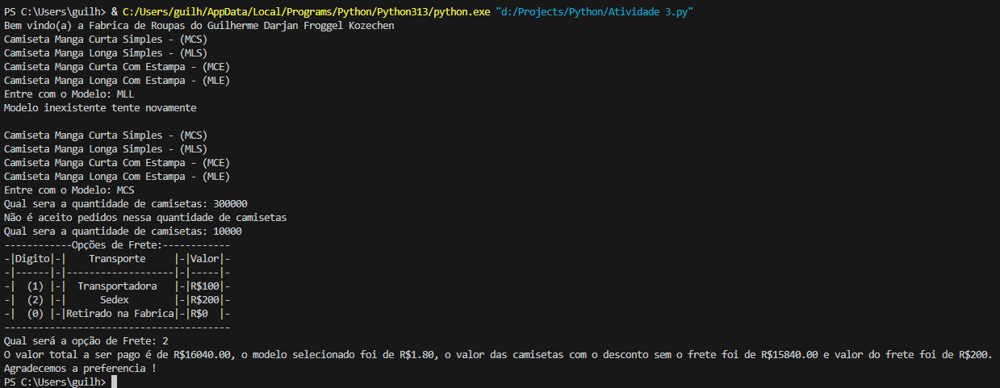 PS C:\Users\guilh> & C:/Users/guilh/AppData/Local/Programs/Python/Python313/python.exe "d:/Projects/Python/Atividade 3.py"
Bem vindo(a) a Fabrica de Roupas do Guilherme Darjan Froggel Kozechen
Camiseta Manga Curta Simples - (MCS)
Camiseta Manga Longa Simples - (MLS)
Camiseta Manga Curta Com Estampa - (MCE)
Camiseta Manga Longa Com Estampa - (MLE)
Entre com o Modelo: MLL
Modelo inexistente tente novamente

Camiseta Manga Curta Simples - (MCS)
Camiseta Manga Longa Simples - (MLS)
Camiseta Manga Curta Com Estampa - (MCE)
Camiseta Manga Longa Com Estampa - (MLE)
Entre com o Modelo: MCS
Qual sera a quantidade de camisetas: 300000
Não é aceito pedidos nessa quantidade de camisetas
Qual sera a quantidade de camisetas: 10000
------------Opções de Frete:------------
-|Digito|-|    Transporte     |-|Valor|-
-|------|-|-------------------|-|-----|-
-|  (1) |-|  Transportadora   |-|R$100|-
-|  (2) |-|      Sedex        |-|R$200|-
-|  (0) |-|Retirado na Fabrica|-|R$0  |-
----------------------------------------
Qual será a opção de Frete: 2
O valor total a ser pago é de R$16040.00, o modelo selecionado foi de R$1.80, o valor das camisetas com o desconto sem o frete foi de R$15840.00 e valor do frete foi de R$200.
Agradecemos a preferencia !
PS C:\Users\guilh>